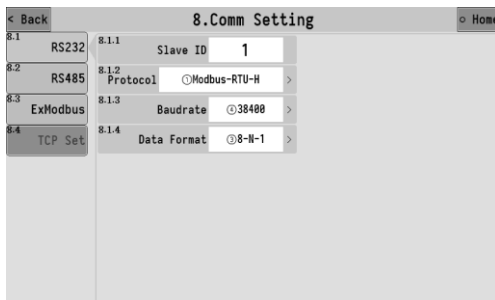 < Back
8.Comm Setting
○ Home
8.1 RS232
8.2 RS485
8.3 ExModbus
8.4 TCP Set
8.1.1 Slave ID 1
8.1.2 Protocol ①Modbus-RTU-H >
8.1.3 Baudrate ④38400 >
8.1.4 Data Format ③8-N-1 >